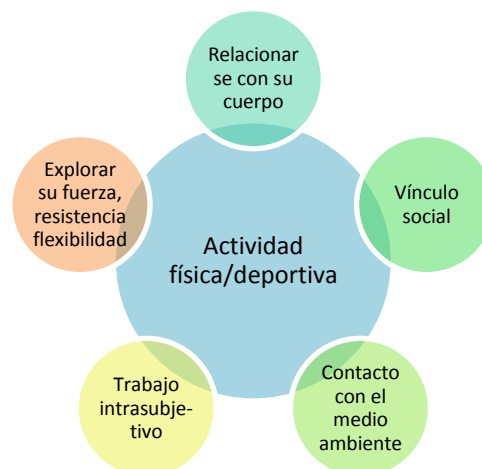 Relacionar
se con su
cuerpo
Explorar
su fuerza,
resistencia
flexibilidad
Vínculo
social
Actividad
física/deportiva
Trabajo
intrasubje-
tivo
Contacto
con el
medio
ambiente